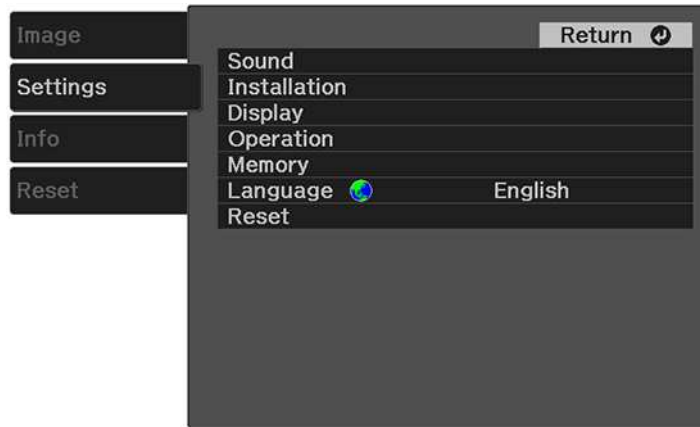 Image
Settings
Info
Reset
Return
Sound
Installation
Display
Operation
Memory
Language English
Reset